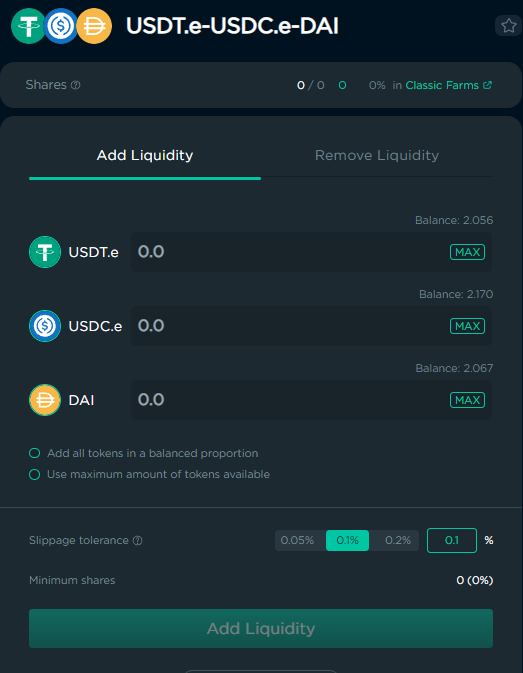 USDT.e-USDC.e-DAI
Shares 0 / 0 0 0% in Classic Farms
Add Liquidity Remove Liquidity
Balance: 2.056
USDT.e 0.0 MAX
Balance: 2.170
USDC.e 0.0 MAX
Balance: 2.067
DAI 0.0 MAX
Add all tokens in a balanced proportion
Use maximum amount of tokens available
Slippage tolerance 0.05% 0.1% 0.2% 0.1 %
Minimum shares 0 (0%)
Add Liquidity